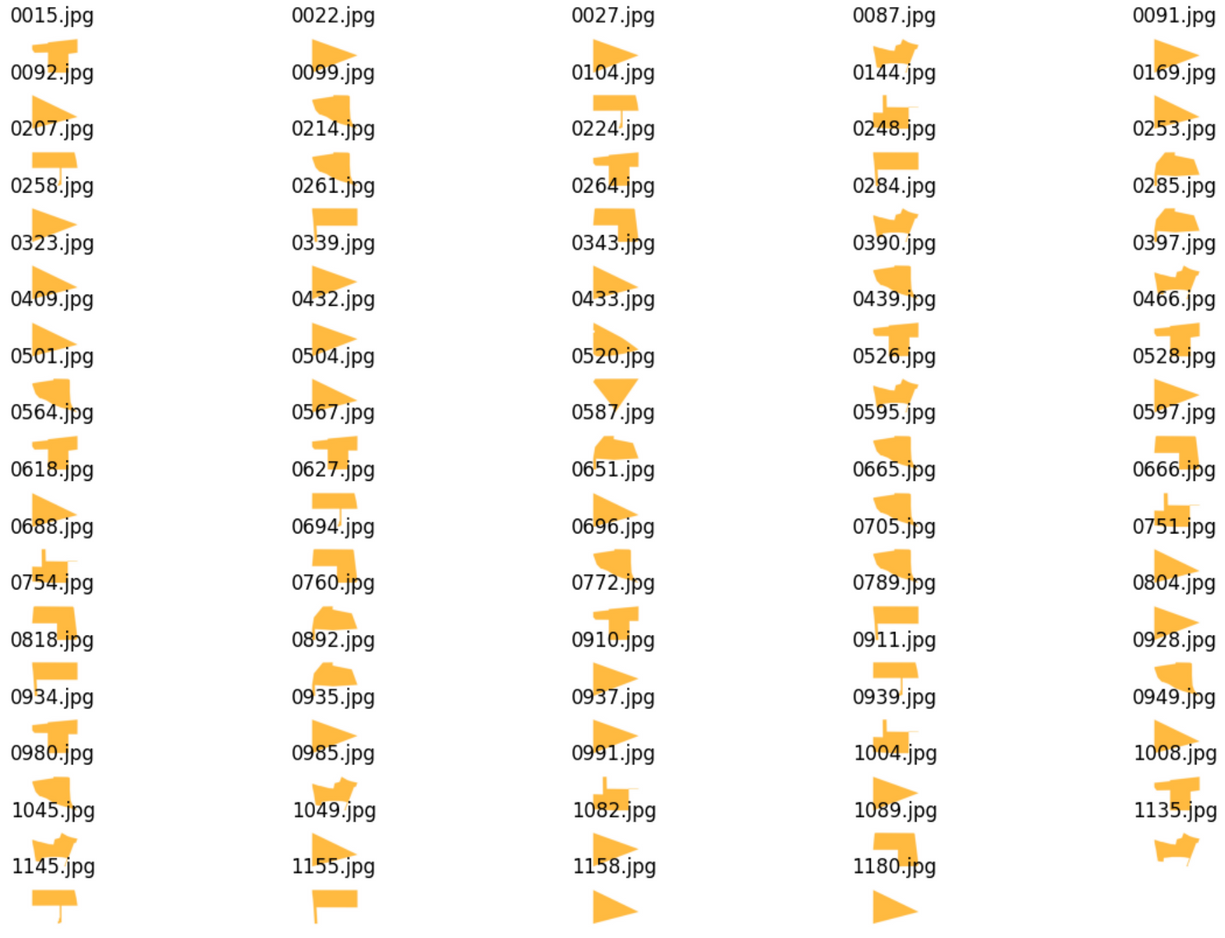 0015.jpg 0022.jpg 0027.jpg 0087.jpg 0091.jpg
0092.jpg 0099.jpg 0104.jpg 0144.jpg 0169.jpg
0207.jpg 0214.jpg 0224.jpg 0248.jpg 0253.jpg
0258.jpg 0261.jpg 0264.jpg 0284.jpg 0285.jpg
0323.jpg 0339.jpg 0343.jpg 0390.jpg 0397.jpg
0409.jpg 0432.jpg 0433.jpg 0439.jpg 0466.jpg
0501.jpg 0504.jpg 0520.jpg 0526.jpg 0528.jpg
0564.jpg 0567.jpg 0587.jpg 0595.jpg 0597.jpg
0618.jpg 0627.jpg 0651.jpg 0665.jpg 0666.jpg
0688.jpg 0694.jpg 0696.jpg 0705.jpg 0751.jpg
0754.jpg 0760.jpg 0772.jpg 0789.jpg 0804.jpg
0818.jpg 0892.jpg 0910.jpg 0911.jpg 0928.jpg
0934.jpg 0935.jpg 0937.jpg 0939.jpg 0949.jpg
0980.jpg 0985.jpg 0991.jpg 1004.jpg 1008.jpg
1045.jpg 1049.jpg 1082.jpg 1089.jpg 1135.jpg
1145.jpg 1155.jpg 1158.jpg 1180.jpg